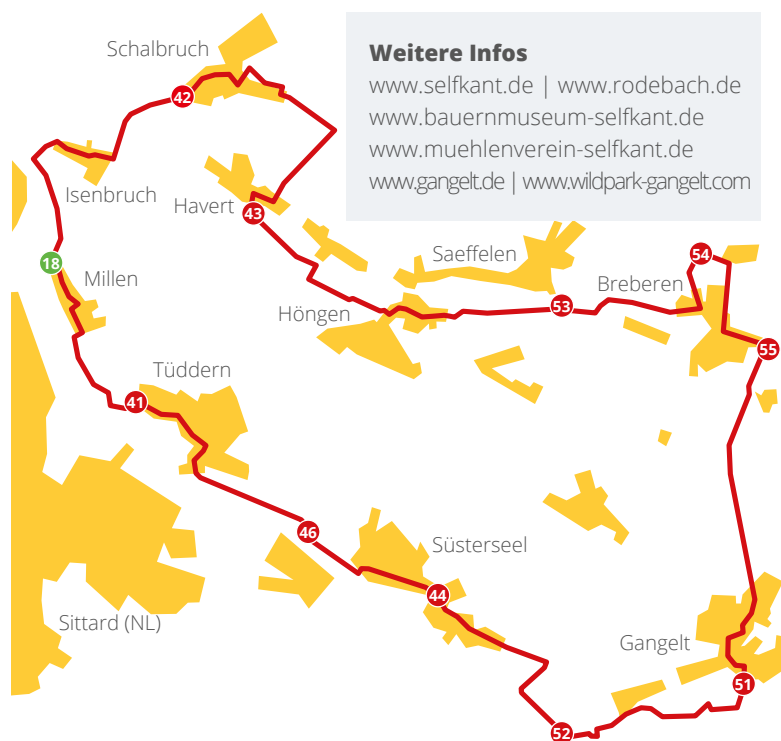 Schalbruch
Weitere Infos
www.selfkant.de | www.rodebach.de
www.bauernmuseum-selfkant.de
www.muehlenverein-selfkant.de
www.gangelt.de | www.wildpark-gangelt.com
42
Isenbruch
Havert
43
18
Millen
Saeffelen
54
Breberen
53
Höngen
55
Tüddern
41
46
Süsterseel
44
Sittard (NL)
Gangelt
51
52